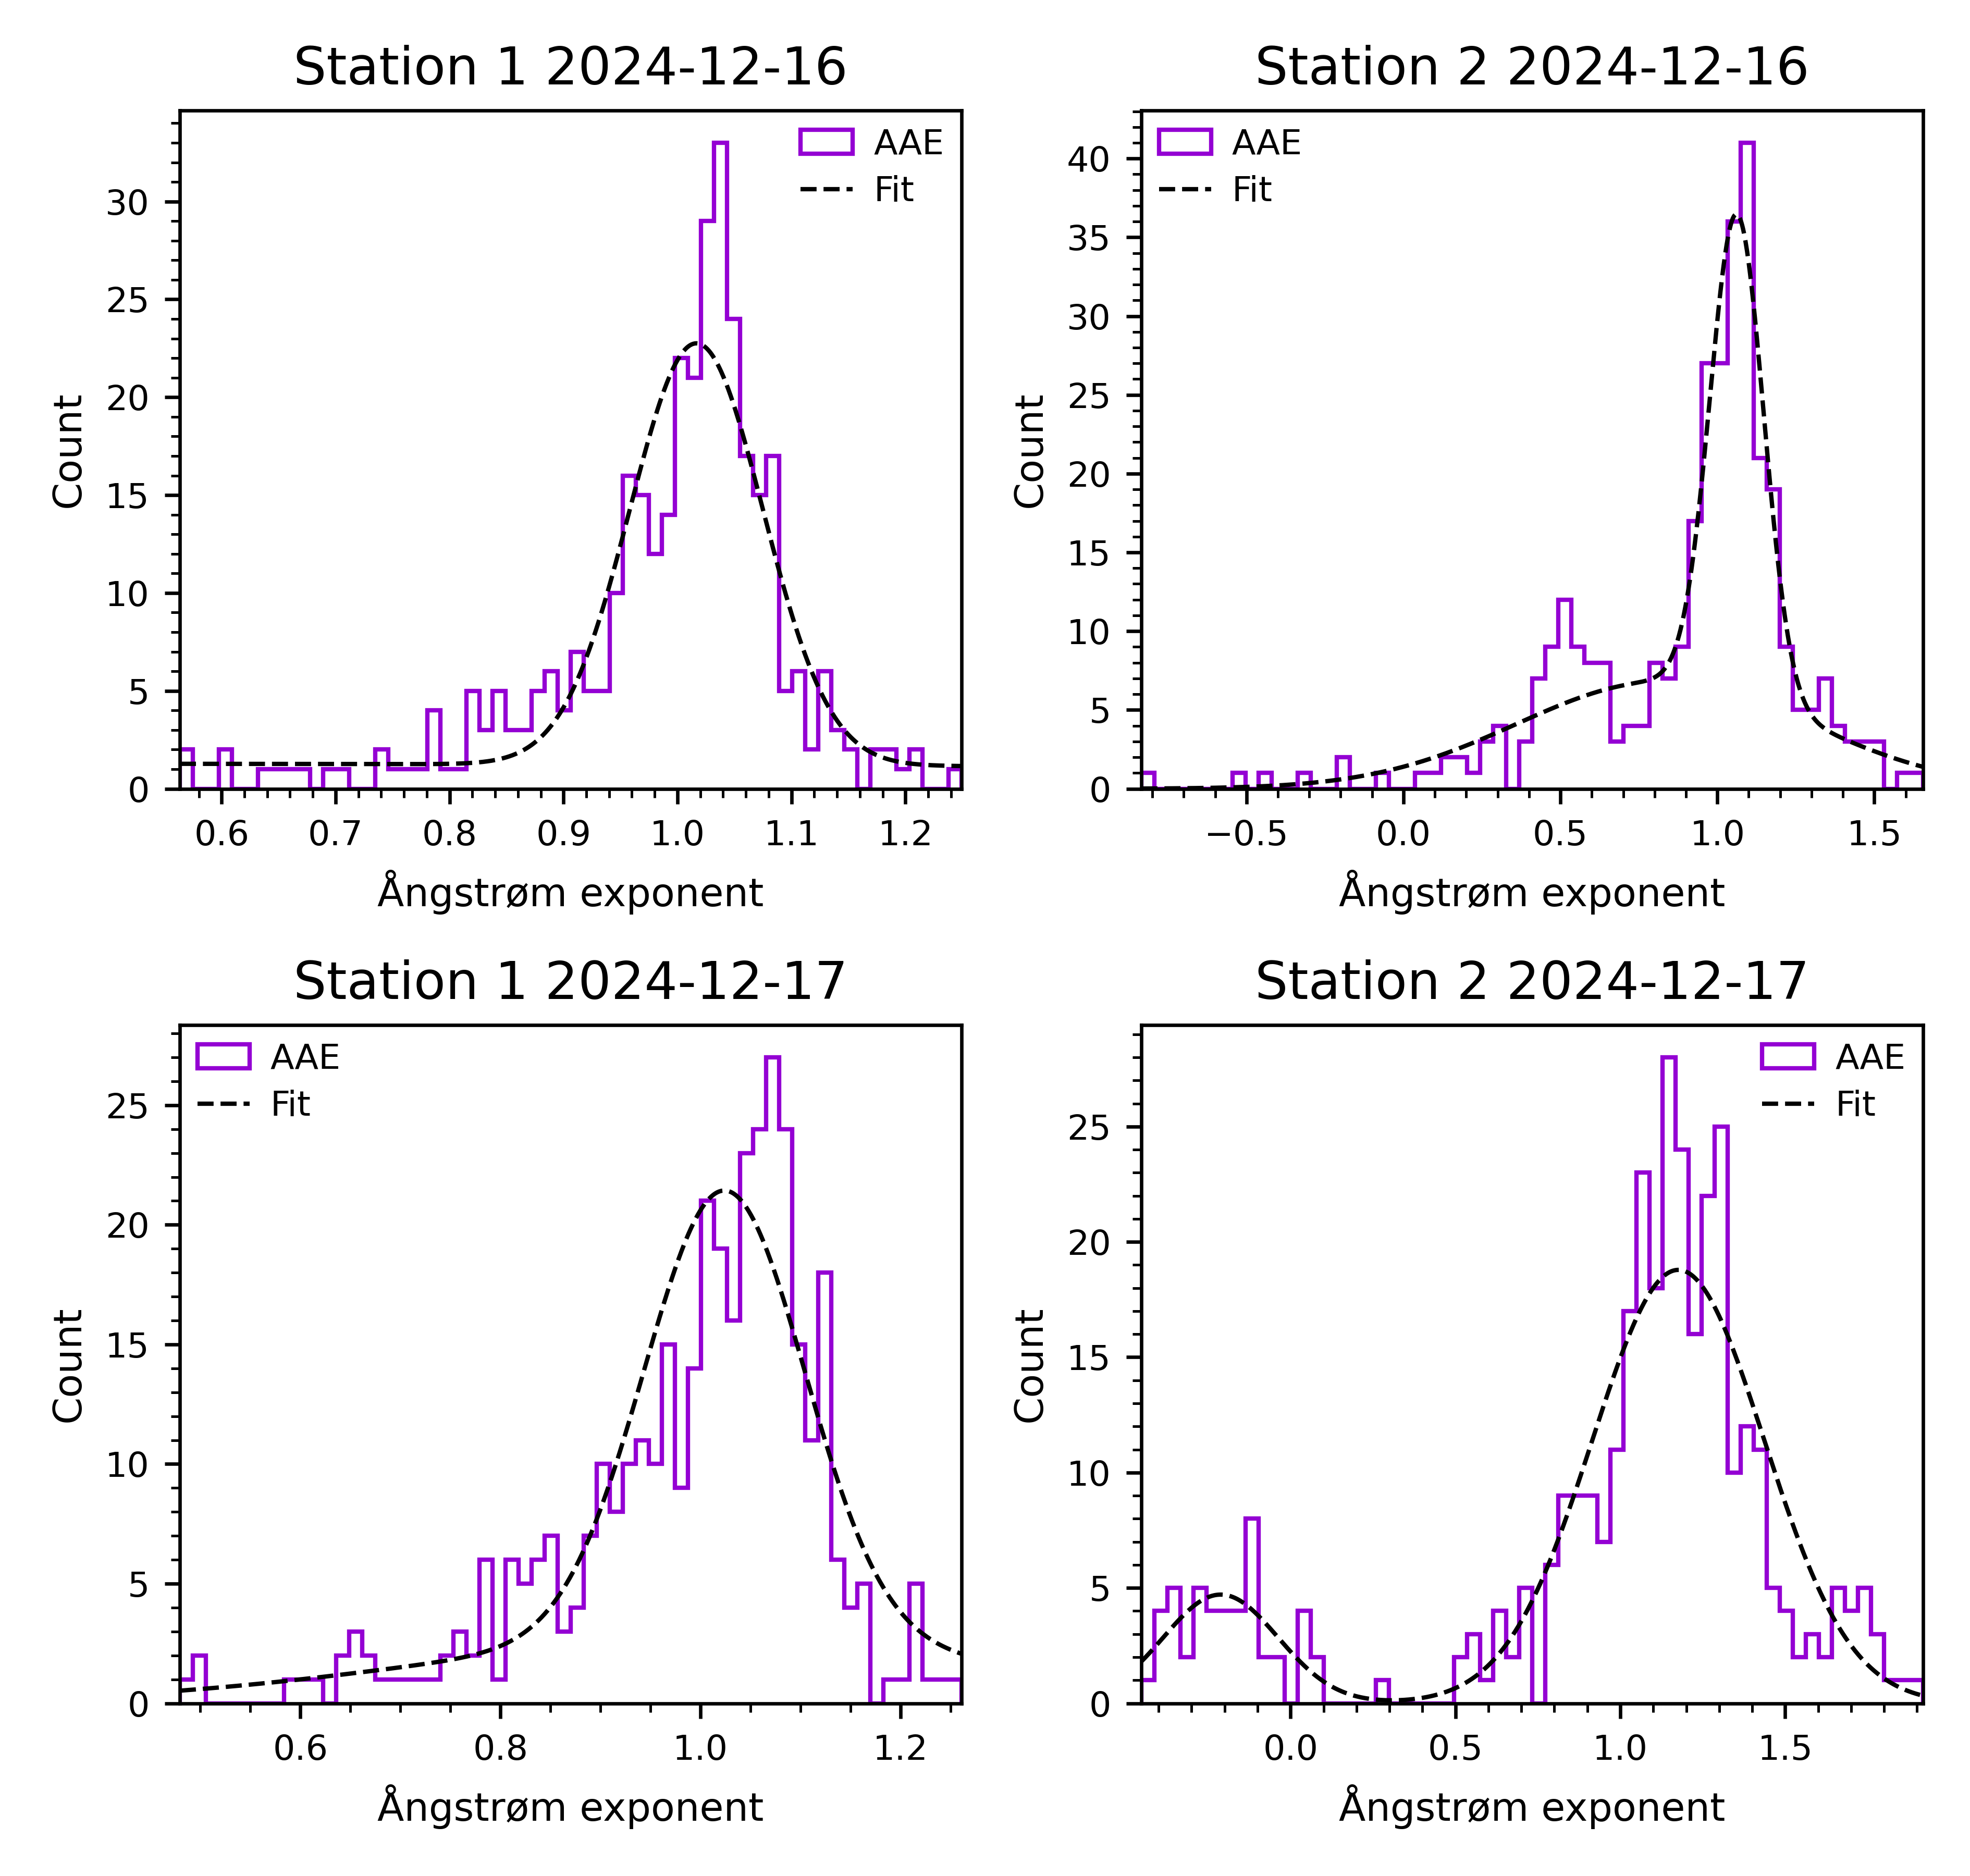 Station 1 2024-12-16
AAE
Fit
30
25
20
15
10
5
0
Count
0.6 0.7 0.8 0.9 1.0 1.1 1.2
Ångstrøm exponent
Station 2 2024-12-16
AAE
Fit
40
35
30
25
20
15
10
5
0
Count
−0.5 0.0 0.5 1.0 1.5
Ångstrøm exponent
Station 1 2024-12-17
AAE
Fit
25
20
15
10
5
0
Count
0.6 0.8 1.0 1.2
Ångstrøm exponent
Station 2 2024-12-17
AAE
Fit
25
20
15
10
5
0
Count
0.0 0.5 1.0 1.5
Ångstrøm exponent